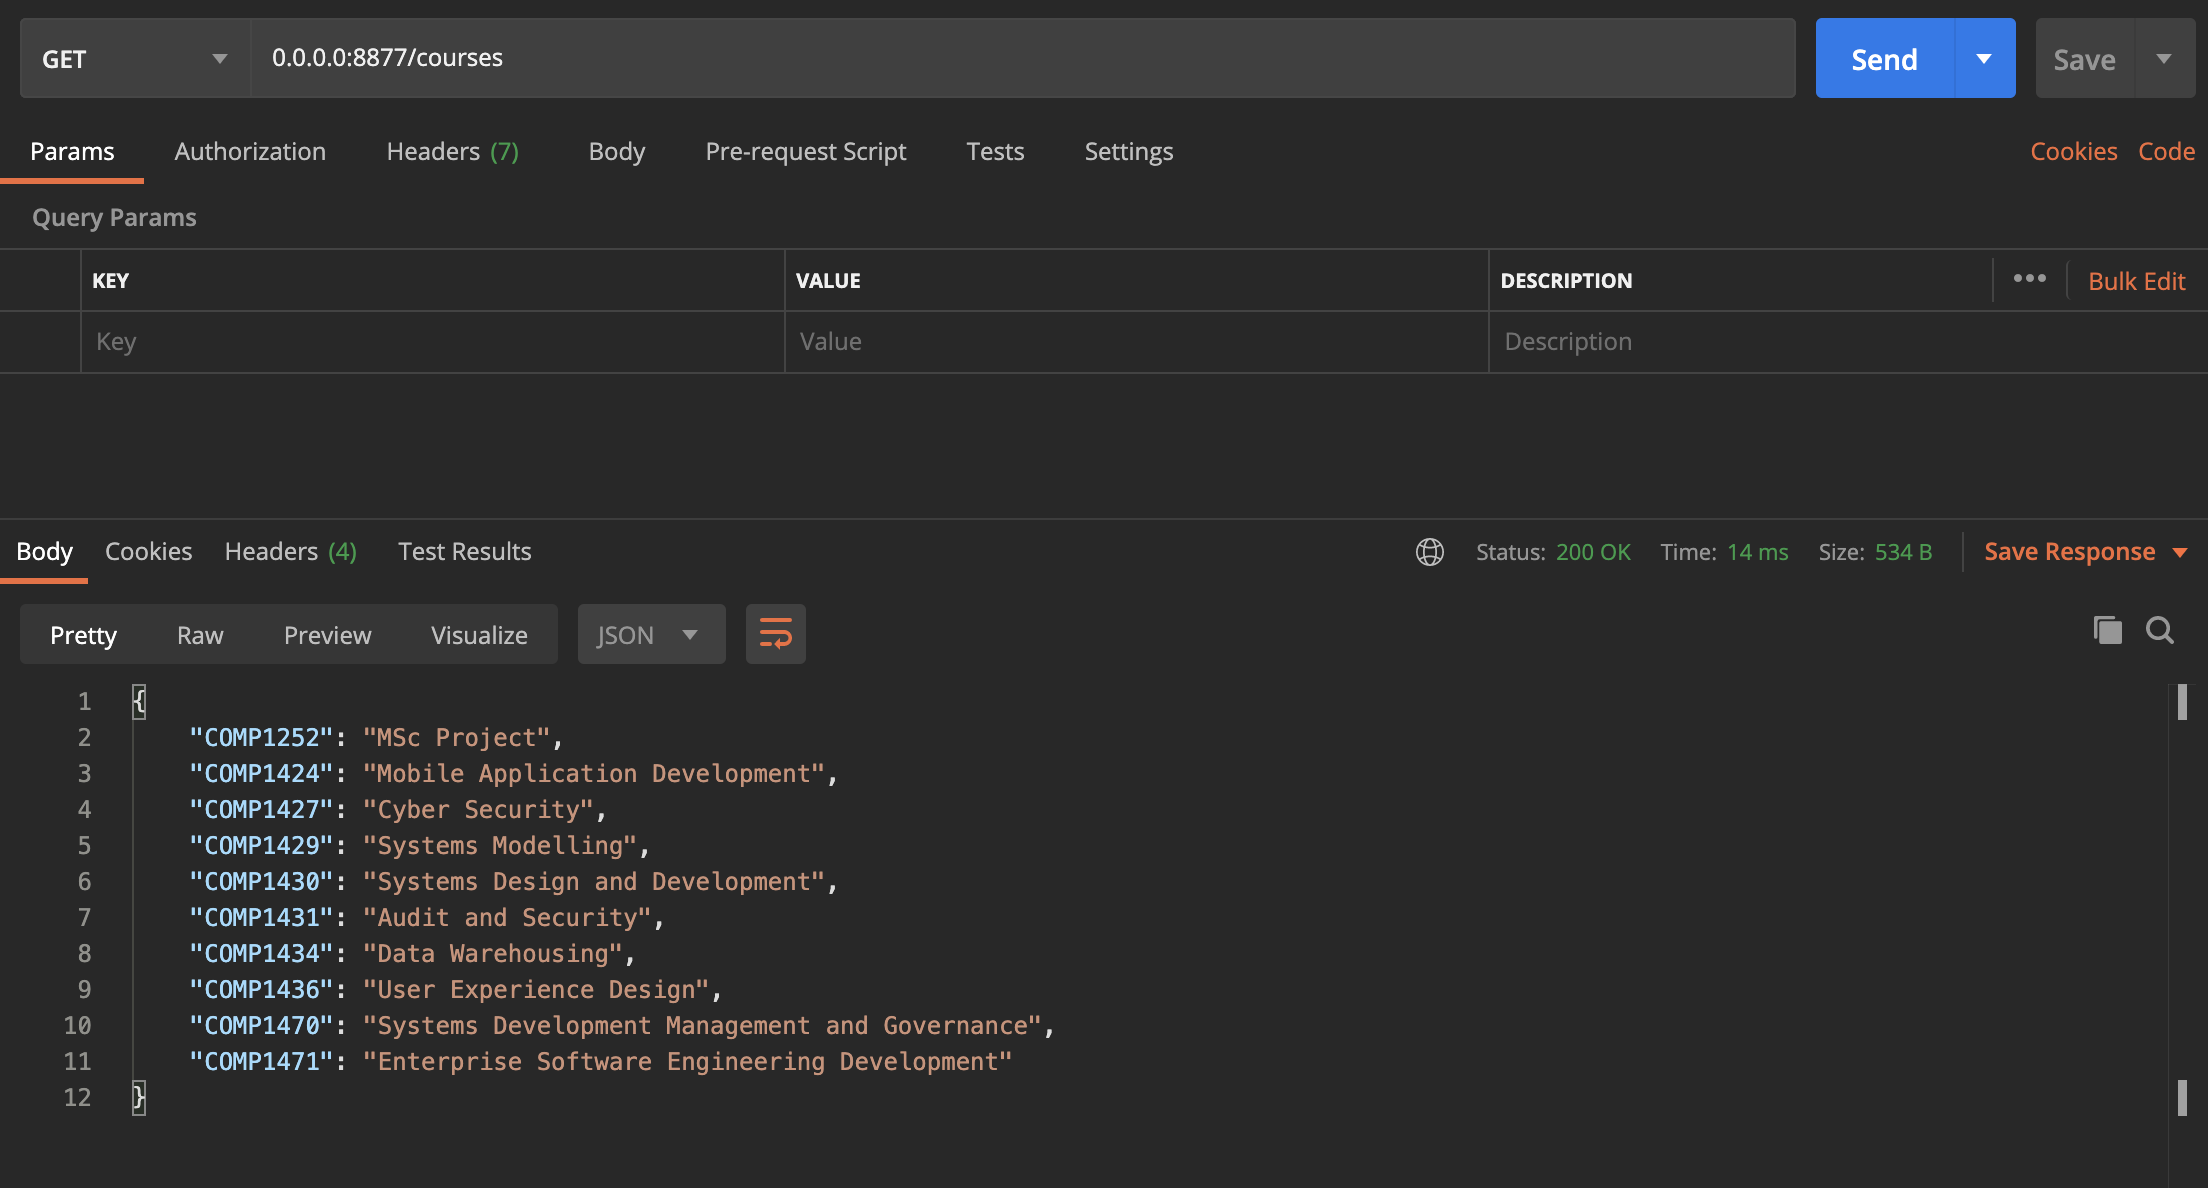 GET 0.0.0.0:8877/courses Send Save
Params Authorization Headers (7) Body Pre-request Script Tests Settings Cookies Code
Query Params
KEY VALUE DESCRIPTION ••• Bulk Edit
Key Value Description
Body Cookies Headers (4) Test Results Status: 200 OK Time: 14 ms Size: 534 B Save Response
Pretty Raw Preview Visualize JSON
1 {
2 "COMP1252": "MSc Project",
3 "COMP1424": "Mobile Application Development",
4 "COMP1427": "Cyber Security",
5 "COMP1429": "Systems Modelling",
6 "COMP1430": "Systems Design and Development",
7 "COMP1431": "Audit and Security",
8 "COMP1434": "Data Warehousing",
9 "COMP1436": "User Experience Design",
10 "COMP1470": "Systems Development Management and Governance",
11 "COMP1471": "Enterprise Software Engineering Development"
12 }